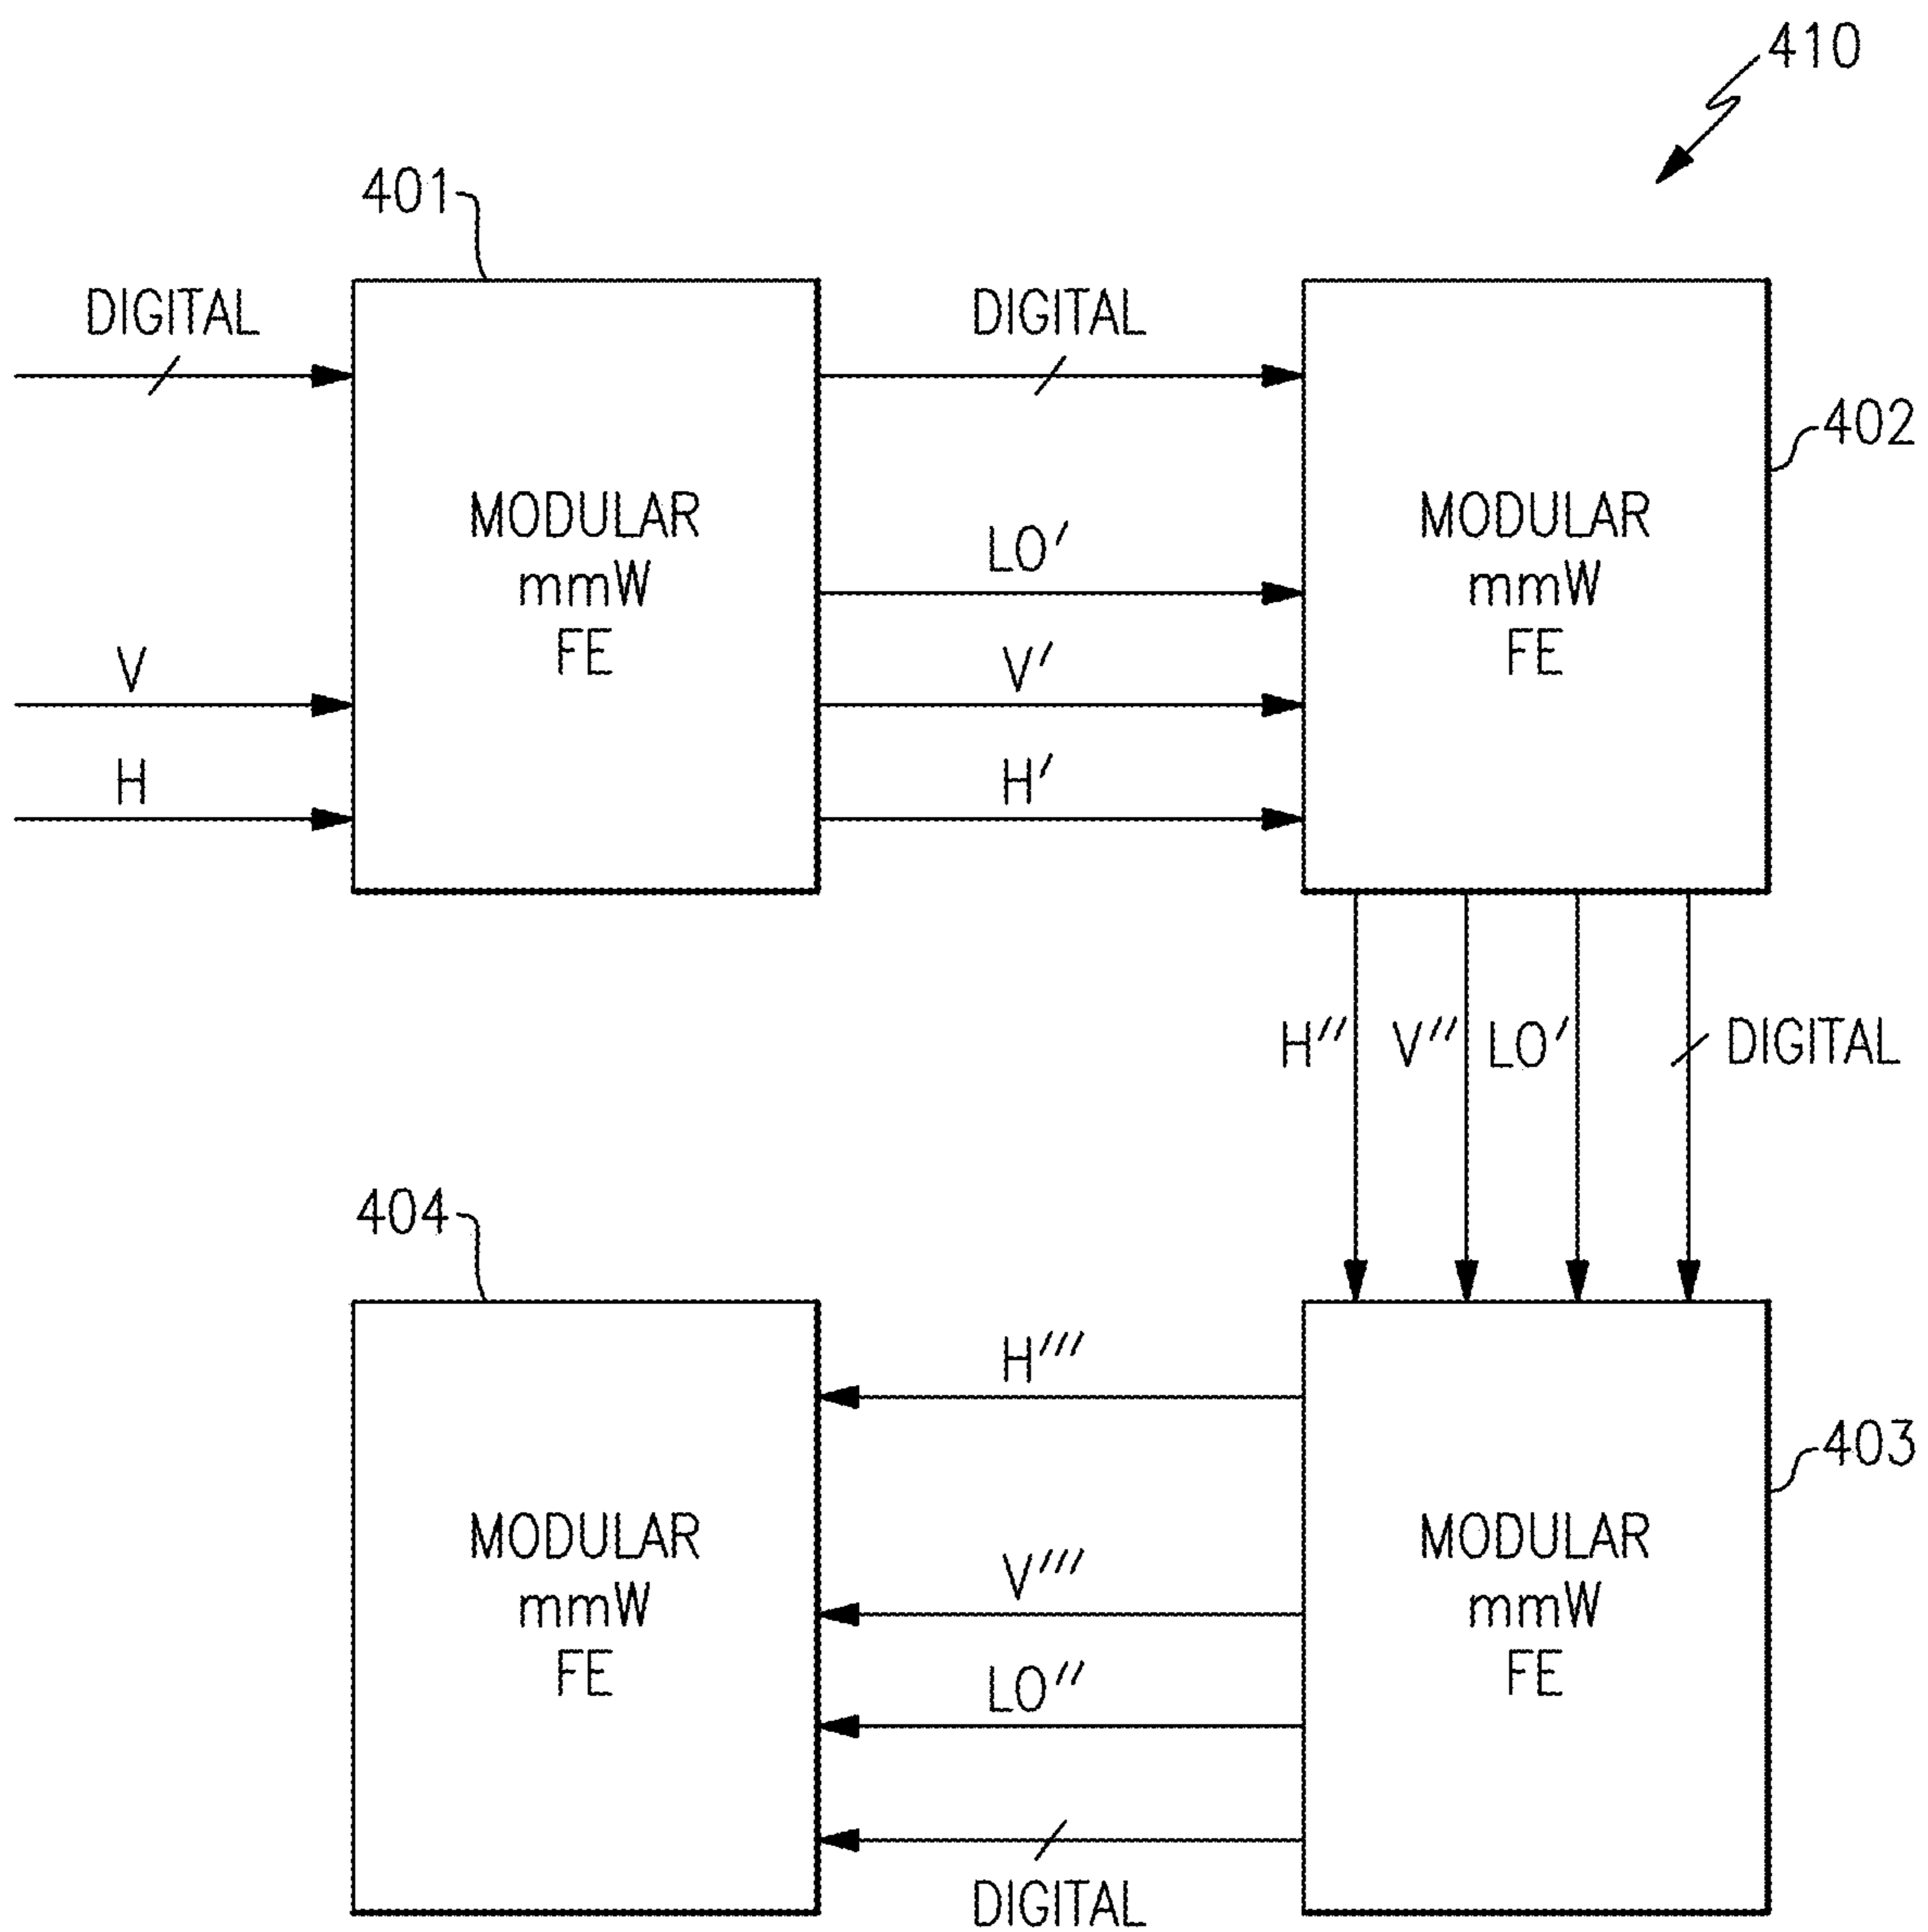 410
401
DIGITAL
DIGITAL
402
MODULAR
mmW
FE
MODULAR
mmW
FE
LO′
V
V′
H
H′
H″
V″
LO′
DIGITAL
404
H‴
403
MODULAR
mmW
FE
MODULAR
mmW
FE
V‴
LO″
DIGITAL